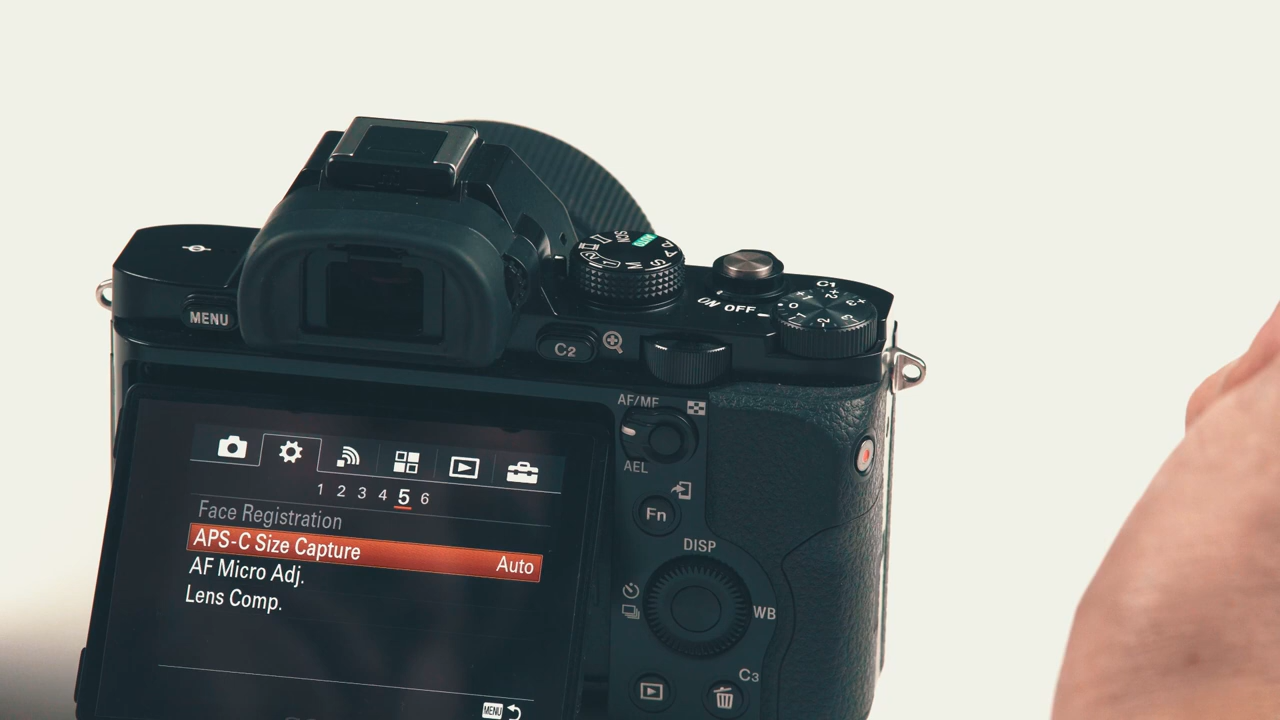 MENU
C2
ON OFF
C1
AF/MF
AEL
Fn
DISP
WB
C3
1 2 3 4 5 6
Face Registration
APS-C Size Capture Auto
AF Micro Adj.
Lens Comp.
MENU